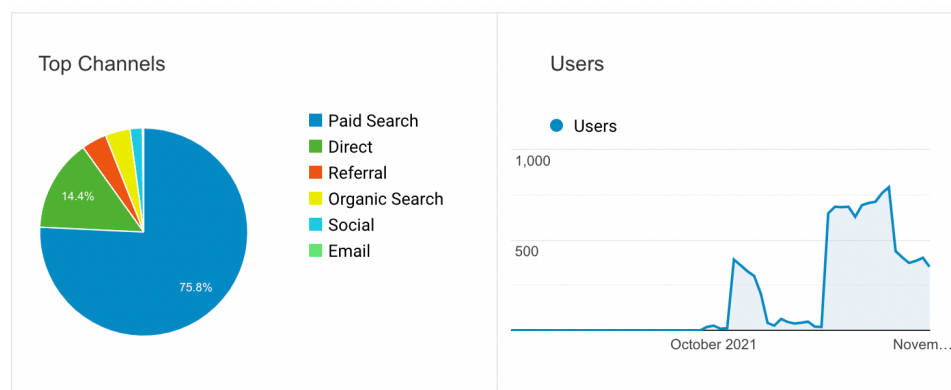 Top Channels
Paid Search
Direct
Referral
Organic Search
Social
Email
14.4%
75.8%
Users
Users
1,000
500
October 2021
Novem…